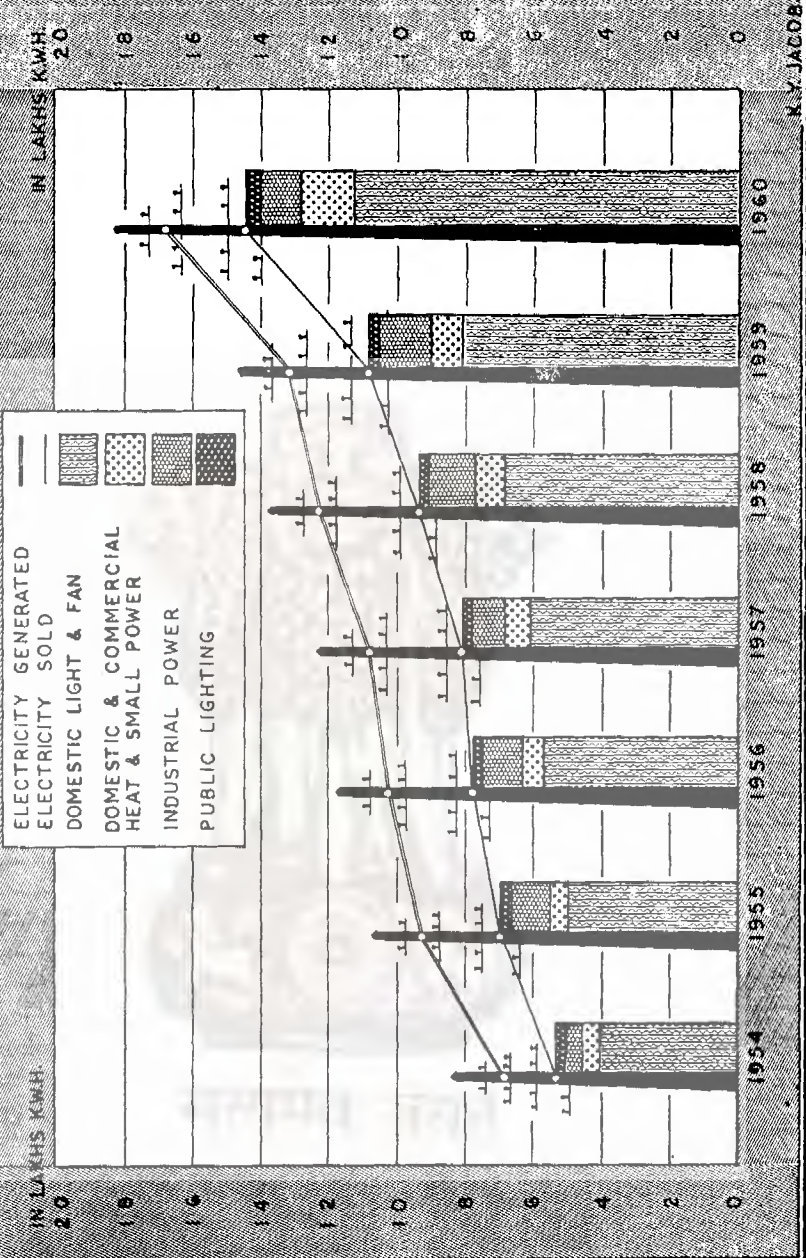 IN LAKHS K.W.H.
20
18
16
14
12
10
8
6
4
2
0
ELECTRICITY GENERATED
ELECTRICITY SOLD
DOMESTIC LIGHT & FAN
DOMESTIC & COMMERCIAL
HEAT & SMALL POWER
INDUSTRIAL POWER
PUBLIC LIGHTING
IN LAKHS K.W.H.
20
18
16
14
12
10
8
6
4
2
0
1954
1955
1956
1957
1958
1959
1960
K.Y. JACOB.